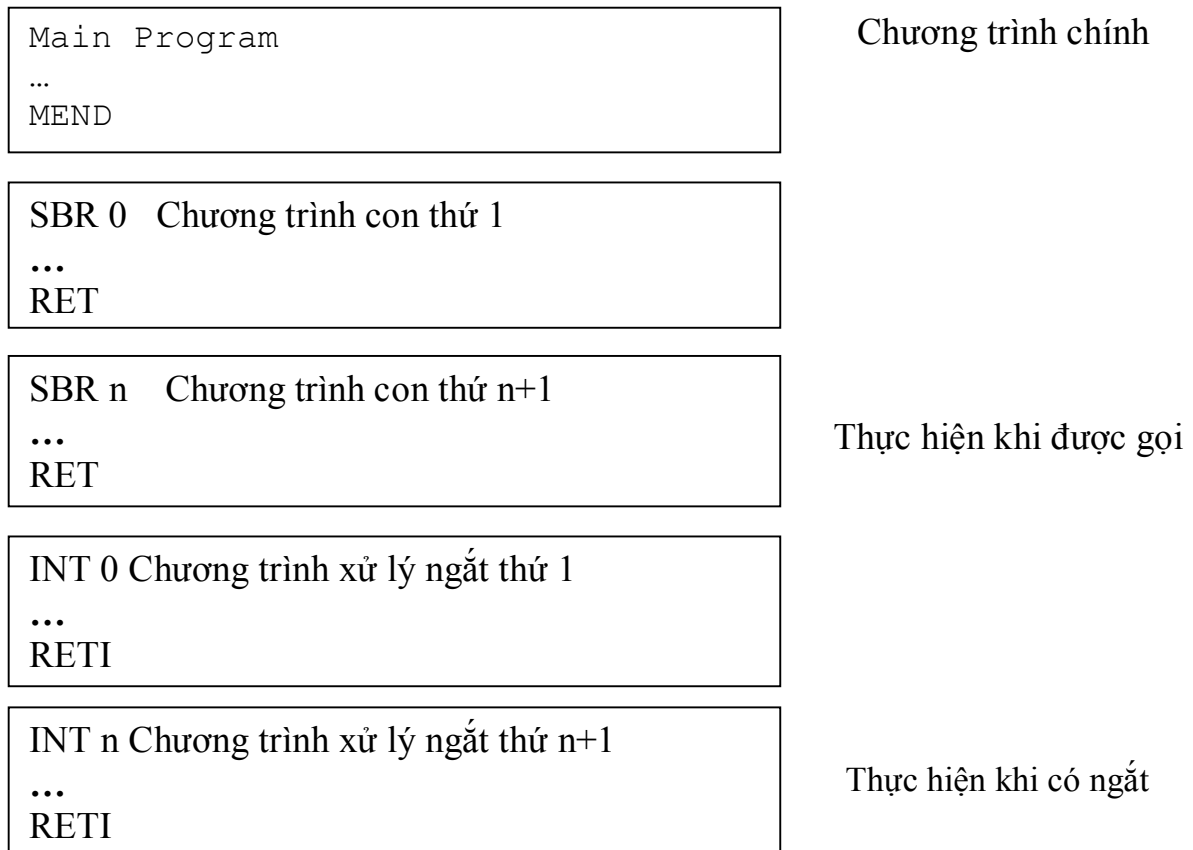 Main Program
Chương trình chính
…
MEND
SBR 0 Chương trình con thứ 1
…
RET
SBR n Chương trình con thứ n+1
…
Thực hiện khi được gọi
RET
INT 0 Chương trình xử lý ngắt thứ 1
…
RETI
INT n Chương trình xử lý ngắt thứ n+1
…
Thực hiện khi có ngắt
RETI